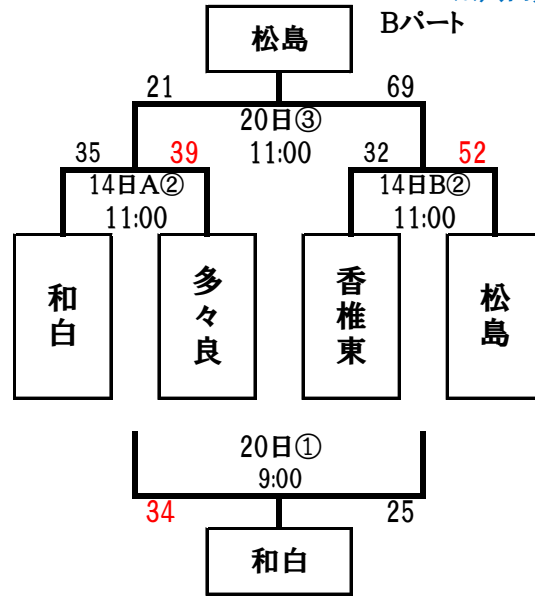 松島
Bパート
21
69
20日③
11:00
35
39
32
52
14日A②
11:00
14日B②
11:00
和白
多々良
香椎東
松島
20日①
9:00
34
25
和白